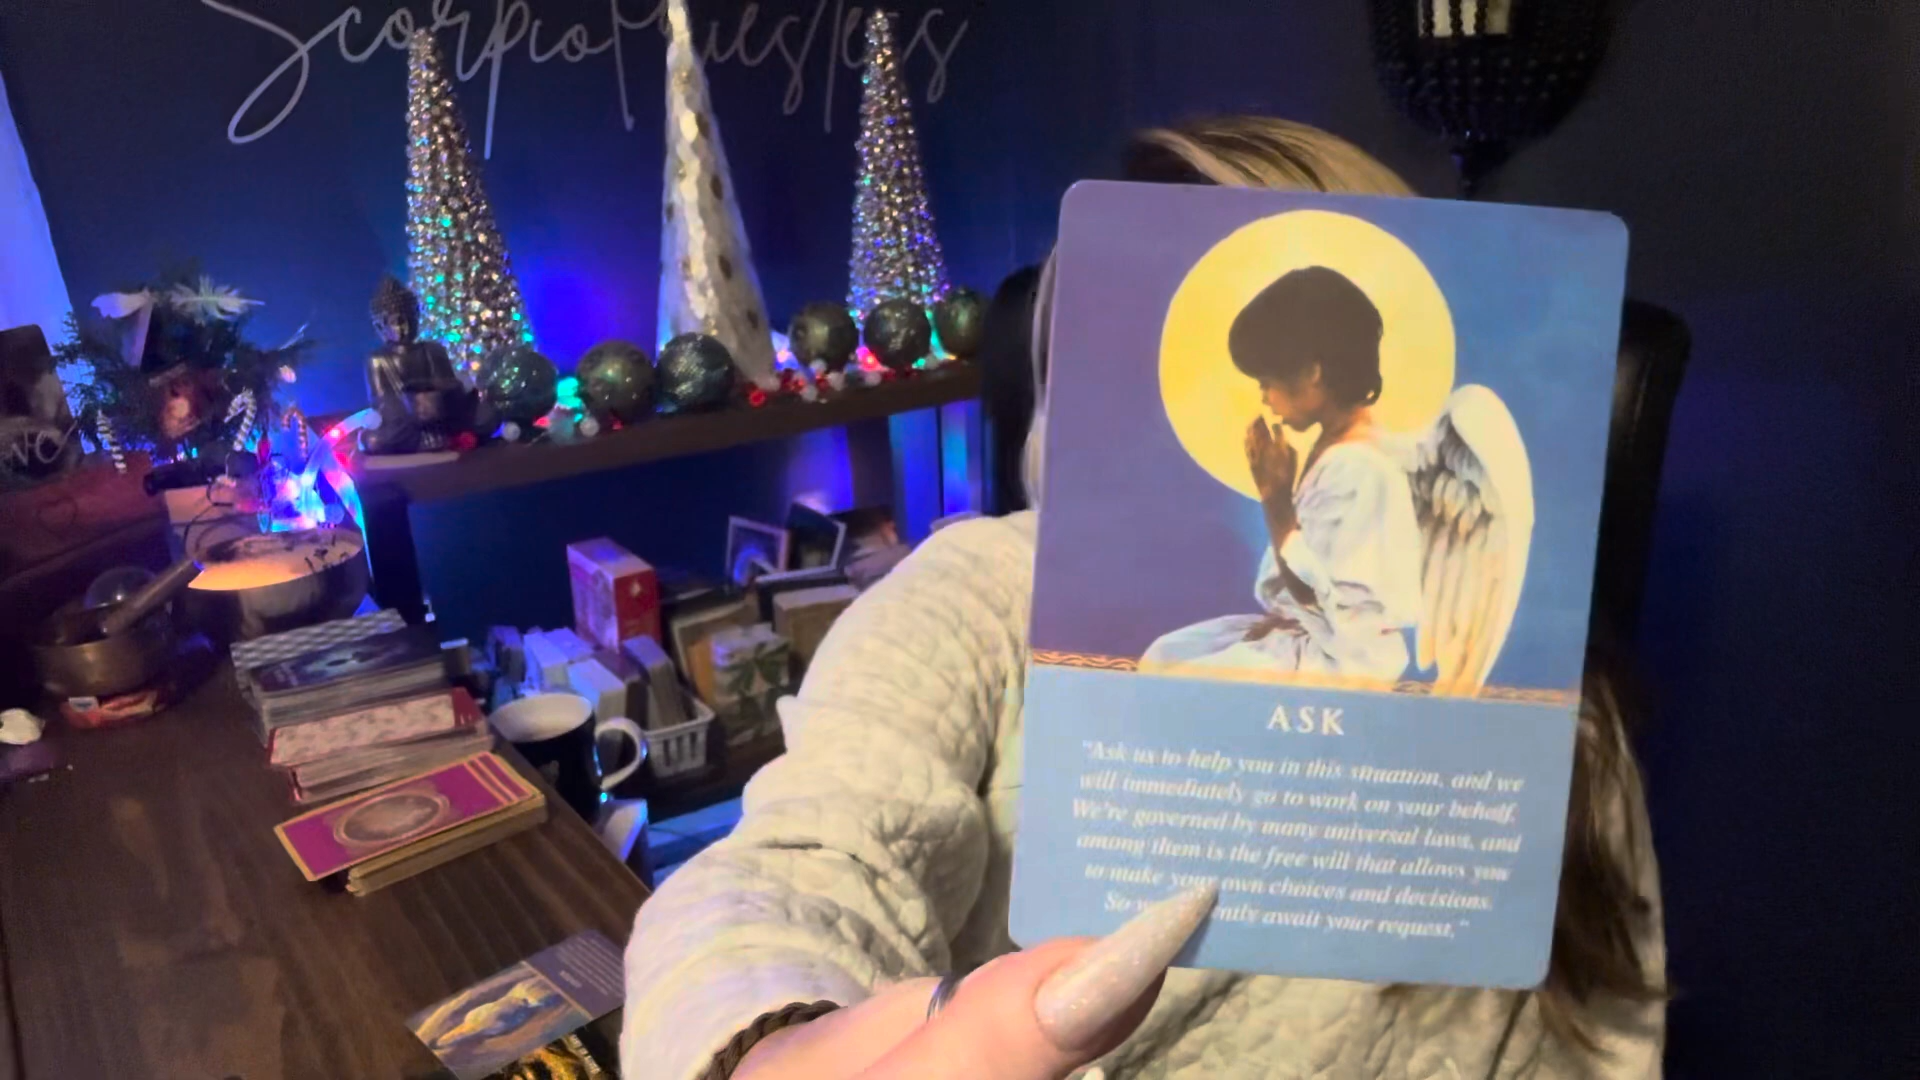 ScorpioPriestess
ASK
"Ask us to help you in this situation, and we
will immediately go to work on your behalf.
We're governed by many universal laws, and
among them is the free will that allows you
to make your own choices and decisions.
So await your request."